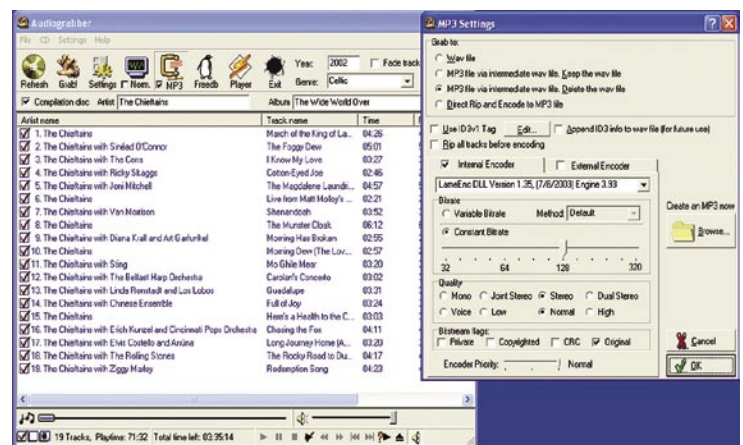 Audiograbber
File CD Settings Help
Refresh Grab! Settings Norm. MP3 Freedb Player Exit
Year: 2002 Fade track
Genre: Celtic
Compilation disc Artist The Chieftains Album The Wide World Over
Artist name Track name Time
1. The Chieftains March of the King of La... 04:26
2. The Chieftains with Sinéad O'Connor The Foggy Dew 05:01
3. The Chieftains with The Corrs I Know My Love 03:27
4. The Chieftains with Ricky Skaggs Cotton-Eyed Joe 02:46
5. The Chieftains with Joni Mitchell The Magdalene Laundri... 04:57
6. The Chieftains Live from Matt Molloy's ... 02:21
7. The Chieftains with Van Morrison Shenandoah 03:52
8. The Chieftains The Munster Cloak 06:12
9. The Chieftains with Diana Krall and Art Garfunkel Morning Has Broken 02:55
10. The Chieftains Morning Dew (The Lov... 02:57
11. The Chieftains with Sting Mo Ghile Mear 03:20
12. The Chieftains with The Belfast Harp Orchestra Carolan's Concerto 03:02
13. The Chieftains with Linda Ronstadt and Los Lobos Guadalupe 03:31
14. The Chieftains with Chinese Ensemble Full of Joy 03:24
15. The Chieftains Here's a Health to the C... 03:03
16. The Chieftains with Erich Kunzel and Cincinnati Pops Orchestra Chasing the Fox 04:11
17. The Chieftains with Elvis Costello and Anúna Long Journey Home (A... 03:20
18. The Chieftains with The Rolling Stones The Rocky Road to Du... 04:17
19. The Chieftains with Ziggy Marley Redemption Song 04:23
19 Tracks, Playtime: 71:32 Total time left: 03:35:14
MP3 Settings
Grab to:
Wav file
MP3 file via intermediate wav file. Keep the wav file
MP3 file via intermediate wav file. Delete the wav file
Direct Rip and Encode to MP3 file
Use ID3v1 Tag Edit... Append ID3 info to wav file (for future use)
Rip all tracks before encoding
Internal Encoder External Encoder
LameEnc DLL Version 1.35, (7/6/2003) Engine 3.93
Bitrate
Variable Bitrate Method: Default
Constant Bitrate
32 64 128 320
Create an MP3 now
Browse...
Quality
Mono Joint Stereo Stereo Dual Stereo
Voice Low Normal High
Bitstream flags:
Private Copyrighted CRC Original
Encoder Priority: Normal
Cancel
OK